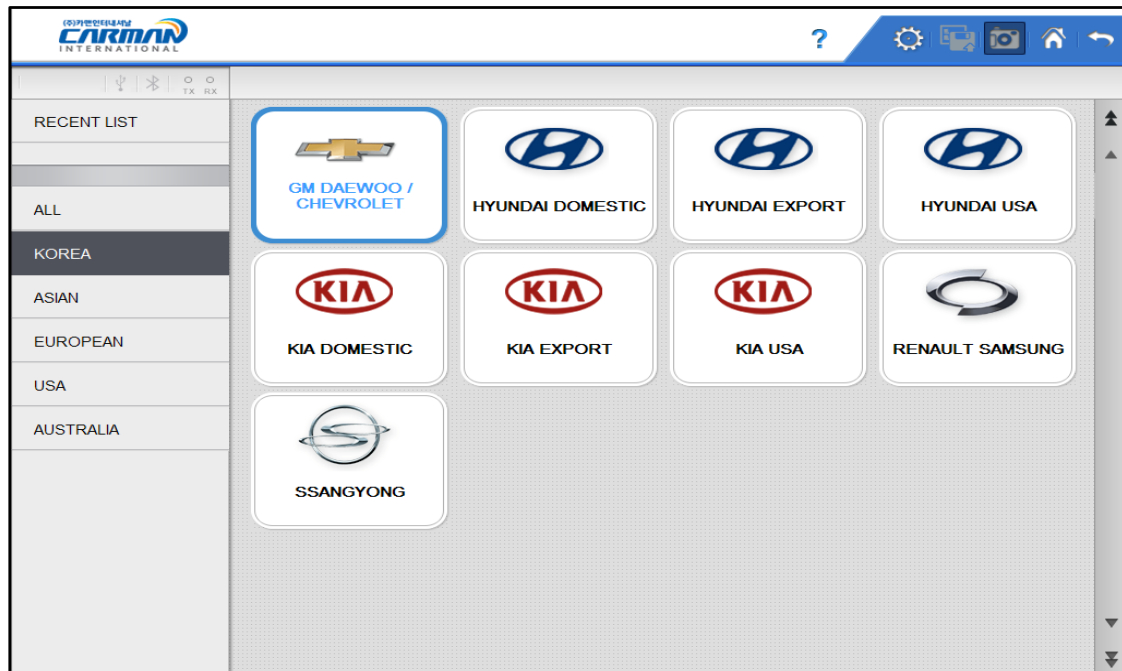 (주)카맨인터내셔날
CARMAN
INTERNATIONAL
?
TX RX
RECENT LIST
ALL
KOREA
ASIAN
EUROPEAN
USA
AUSTRALIA
GM DAEWOO /
CHEVROLET
HYUNDAI DOMESTIC
HYUNDAI EXPORT
HYUNDAI USA
KIA
KIA DOMESTIC
KIA
KIA EXPORT
KIA
KIA USA
RENAULT SAMSUNG
SSANGYONG